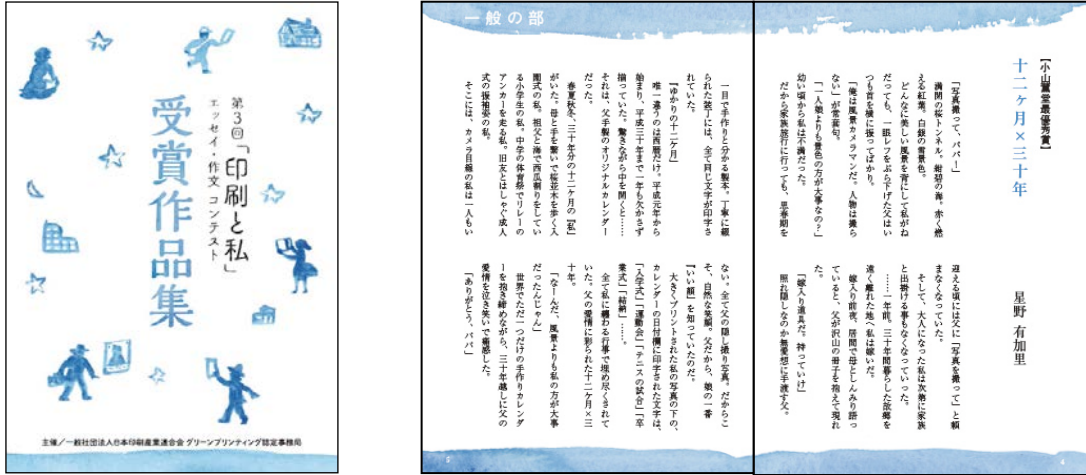 第3回「印刷と私」
エッセイ・作文 コンテスト
受賞作品集
主催／一般社団法人日本印刷産業連合会 グリーンプリンティング認定事務局
一般の部
【小山薫堂最優秀賞】
十二ヶ月×三十年
星野 有加里
「写真撮って、パパ！」
満開の桜トンネル。紺碧の海。赤く燃
える紅葉。白銀の雪景色。
どんなに美しい風景を背にして私がね
だっても、一眼レフをぶら下げた父はい
つも首を横に振ってばかり。
「俺は風景カメラマンだ。人物は撮ら
ない」が常套句。
「一人娘よりも景色の方が大事なの？」
幼い頃から私は不満だった。
だから家族旅行に行っても、思春期を
迎える頃には父に「写真を撮って」と頼
まなくなっていた。
そして、大人になった私は次第に家族
と出掛ける事もなくなっていった。
……一年前。三十年間暮らした故郷を
遠く離れた地へ私は嫁いだ。
嫁入り前夜。居間で母としんみり語っ
ていると、父が沢山の冊子を抱えて現れ
た。
「嫁入り道具だ。持っていけ」
照れ隠しなのか無愛想に手渡す父。
一目で手作りと分かる製本。丁寧に綴
られた装丁には、全て同じ文字が印字さ
れていた。
『ゆかりの十二ヶ月』
唯一違うのは西暦だけ。平成元年から
始まり、平成三十年まで一年も欠かさず
揃っていた。驚きながら中を開くと……
それは、父手製のオリジナルカレンダー
だった。
春夏秋冬、三十年分の十二ヶ月の『私』
がいた。母と手を繋いで桜並木を歩く入
園式の私。祖父と海で西瓜割りをしてい
る小学生の私。中学の体育祭でリレーの
アンカーを走る私。旧友とはしゃぐ成人
式の振袖姿の私。
そこには、カメラ目線の私は一人もい
ない。全て父の隠し撮り写真。だからこ
そ、自然な笑顔。父だから、娘の一番
『いい顔』を知っていたのだ。
大きくプリントされた私の写真の下の、
カレンダーの日付欄に印字された文字は、
「入学式」「運動会」「テニスの試合」「卒
業式」「結納」……。
全て私に纏わる行事で埋め尽くされて
いた。父の愛情に彩られた十二ヶ月×三
十年。
「なーんだ、風景よりも私の方が大事
だったんじゃん」
世界でただ一つだけの手作りカレンダ
ーを抱き締めながら、三十年越しに父の
愛情を泣き笑いで痛感した。
「ありがとう、パパ」